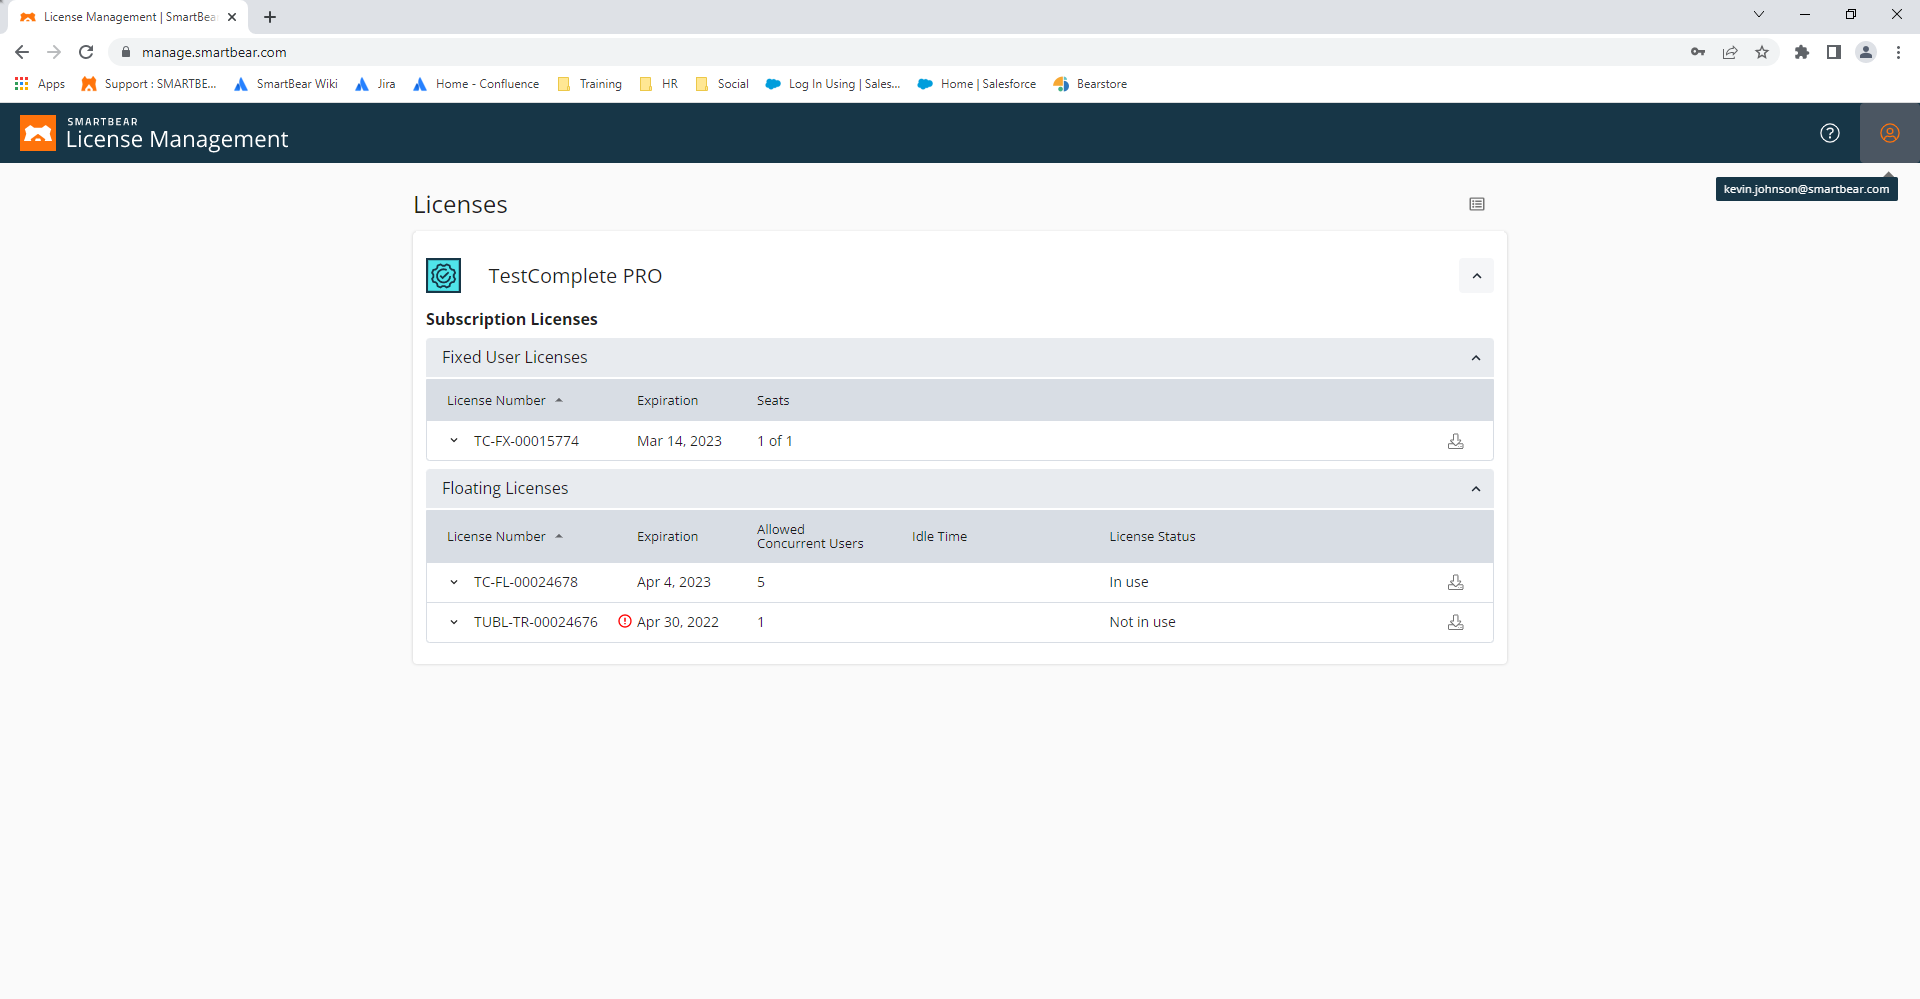 License Management | SmartBea
manage.smartbear.com
Apps Support : SMARTBE... SmartBear Wiki Jira Home - Confluence Training HR Social Log In Using | Sales... Home | Salesforce Bearstore
SMARTBEAR
License Management
kevin.johnson@smartbear.com
Licenses
TestComplete PRO
Subscription Licenses
Fixed User Licenses
License Number Expiration Seats
TC-FX-00015774 Mar 14, 2023 1 of 1
Floating Licenses
License Number Expiration Allowed Concurrent Users Idle Time License Status
TC-FL-00024678 Apr 4, 2023 5 In use
TUBL-TR-00024676 Apr 30, 2022 1 Not in use